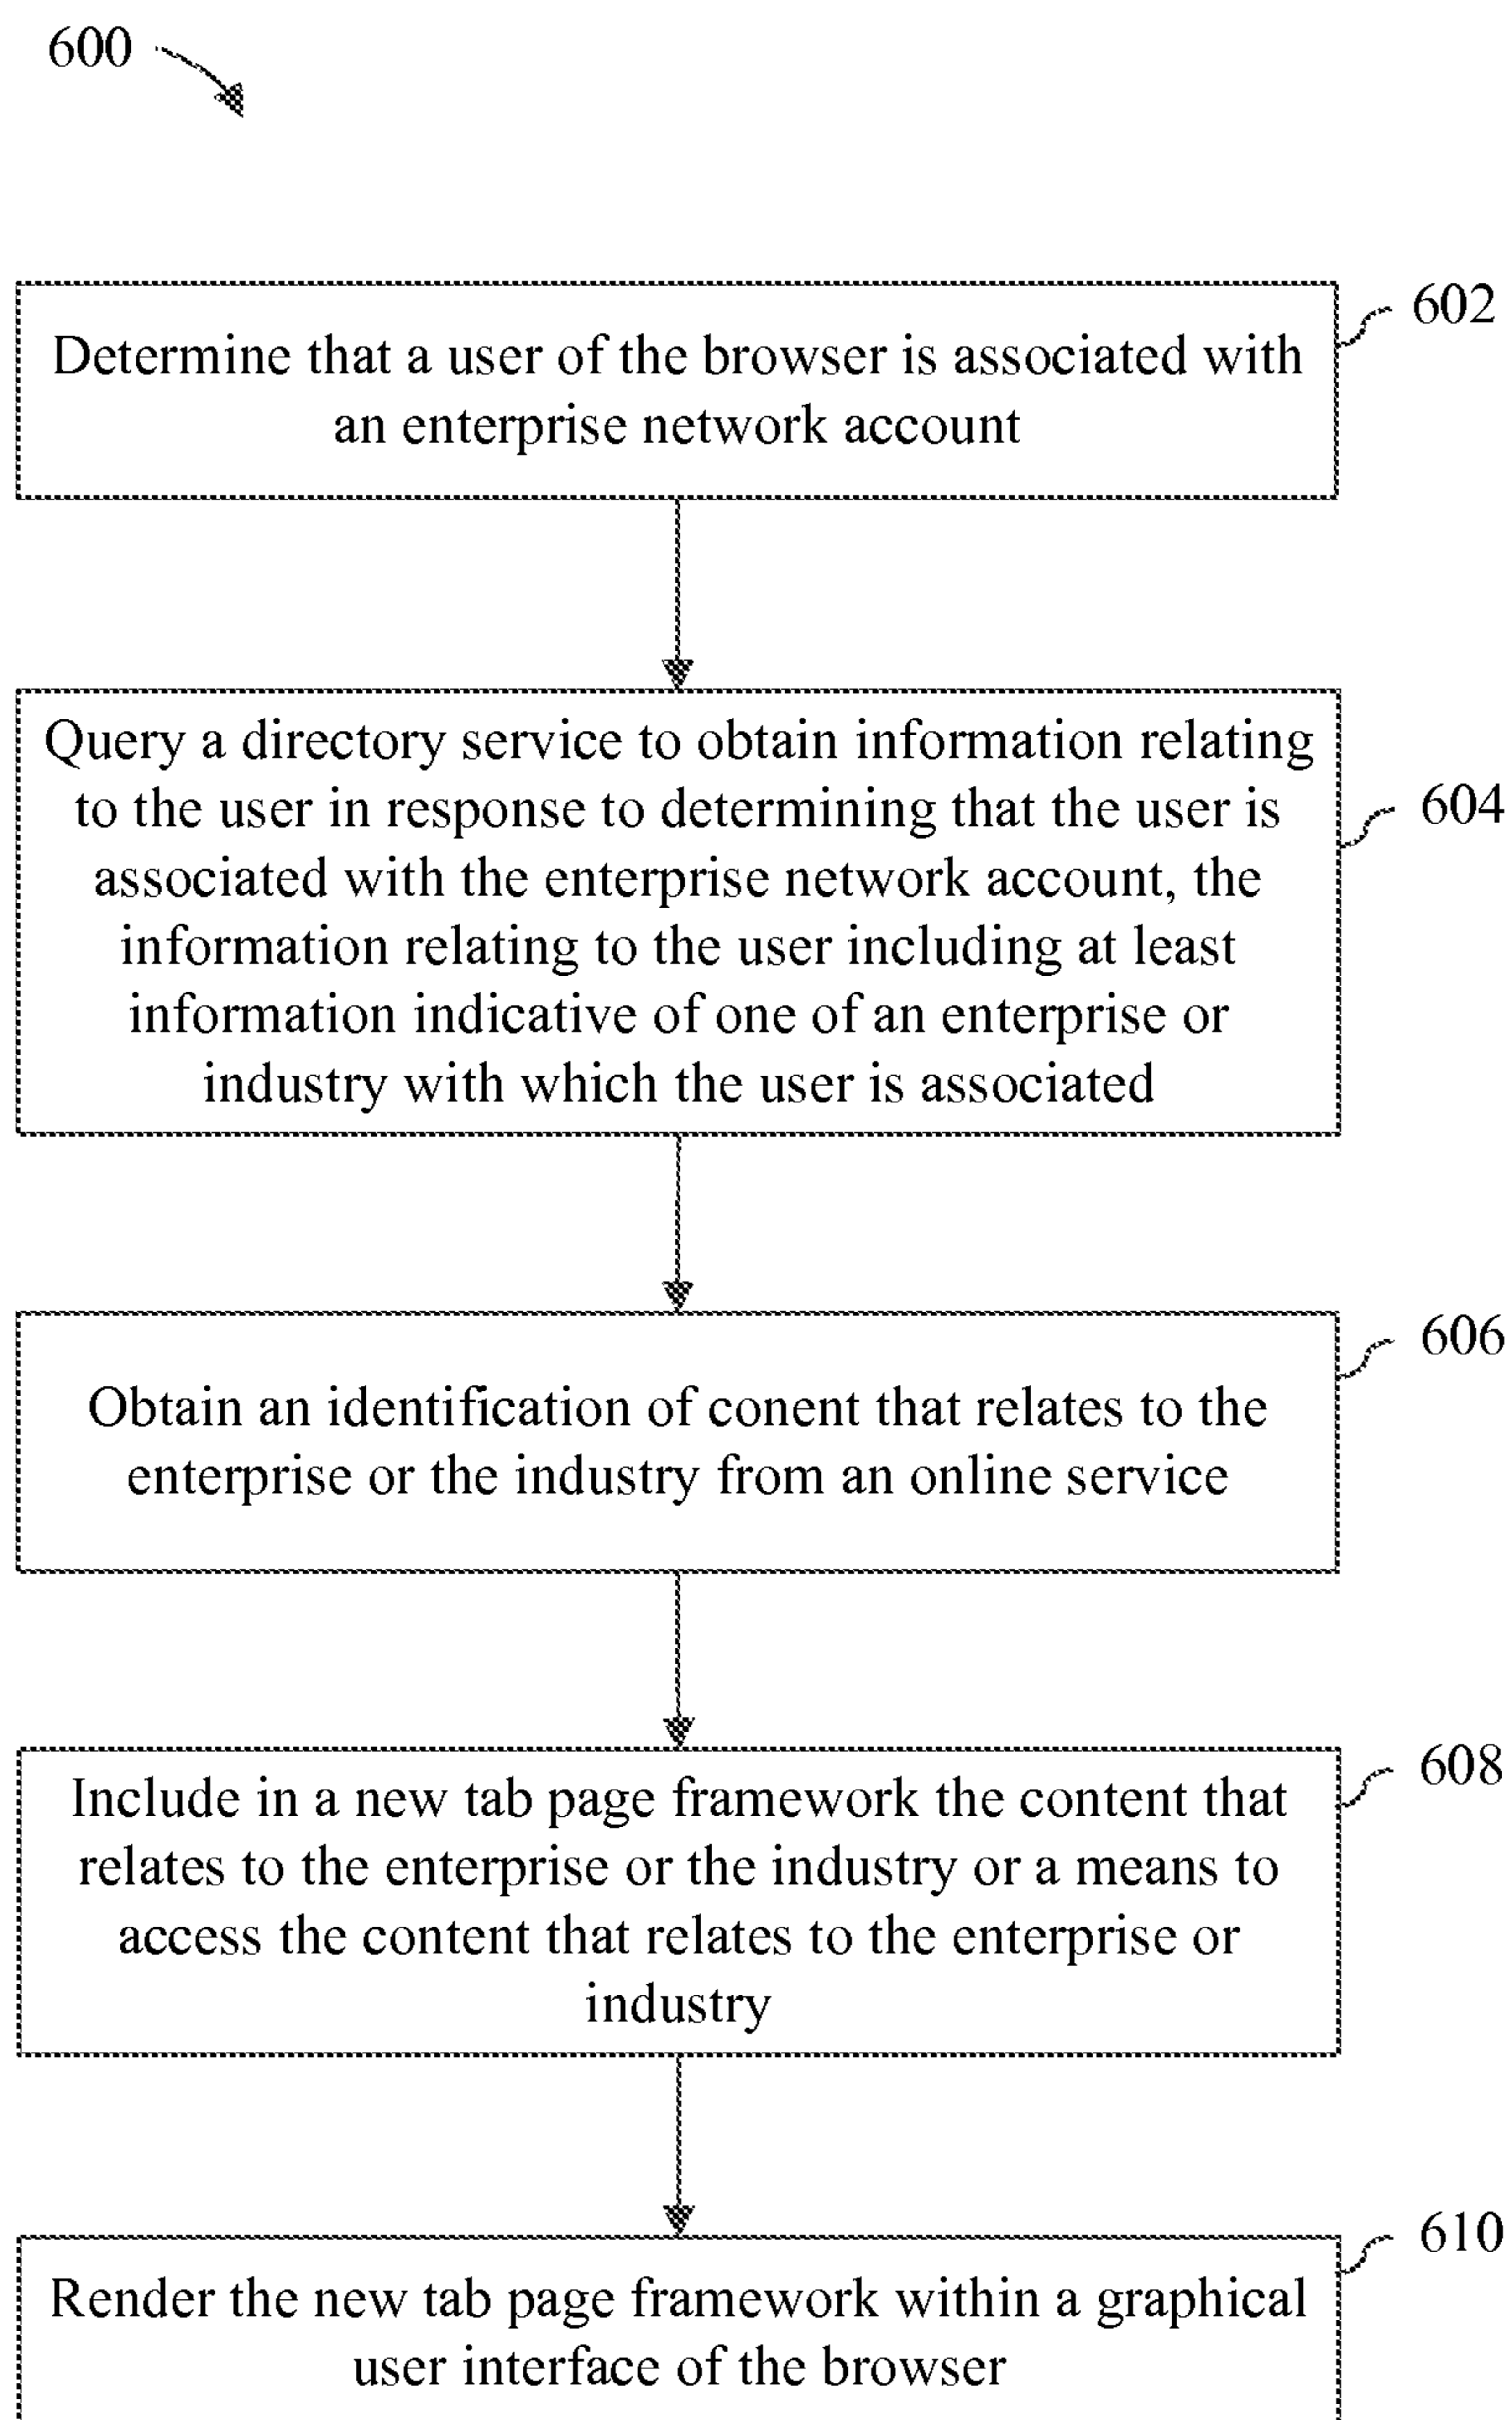 600
602
Determine that a user of the browser is associated with
an enterprise network account
Query a directory service to obtain information relating
to the user in response to determining that the user is
604
associated with the enterprise network account, the
information relating to the user including at least
information indicative of one of an enterprise or
industry with which the user is associated
606
Obtain an identification of conent that relates to the
enterprise or the industry from an online service
608
Include in a new tab page framework the content that
relates to the enterprise or the industry or a means to
access the content that relates to the enterprise or
industry
610
Render the new tab page framework within a graphical
user interface of the browser